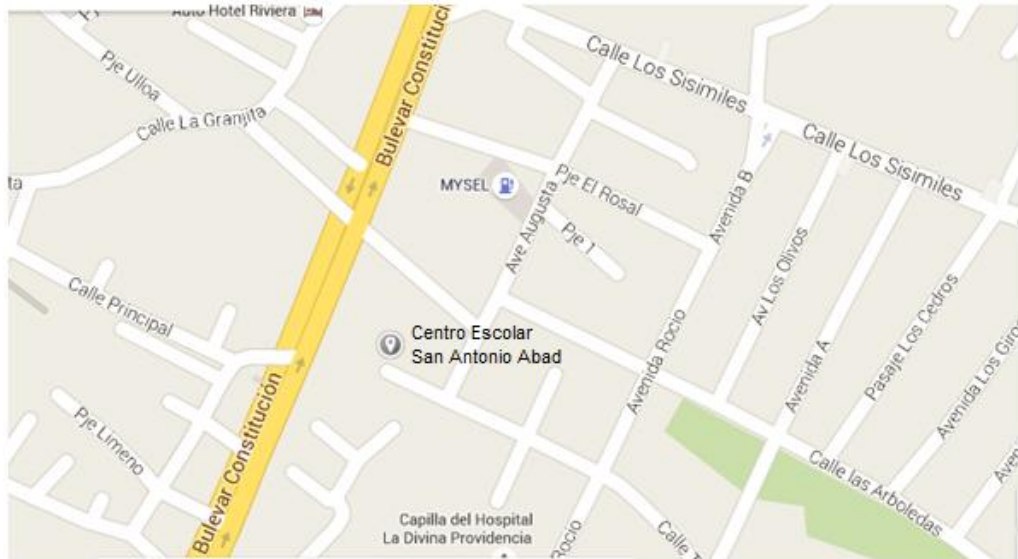 Auto Hotel Riviera
Pje Ulloa
Calle La Granjita
Bulevar Constitución
Calle Los Sisimiles
Calle Los Sisimiles
MYSEL
Pje El Rosal
Avenida B
Ave Augusta
Pje 1
Av Los Olivos
Calle Principal
Centro Escolar
San Antonio Abad
Avenida Rocio
Avenida A
Pasaje Los Cedros
Pje Limeno
Bulevar Constitución
Calle las Arboledas
Capilla del Hospital
La Divina Providencia